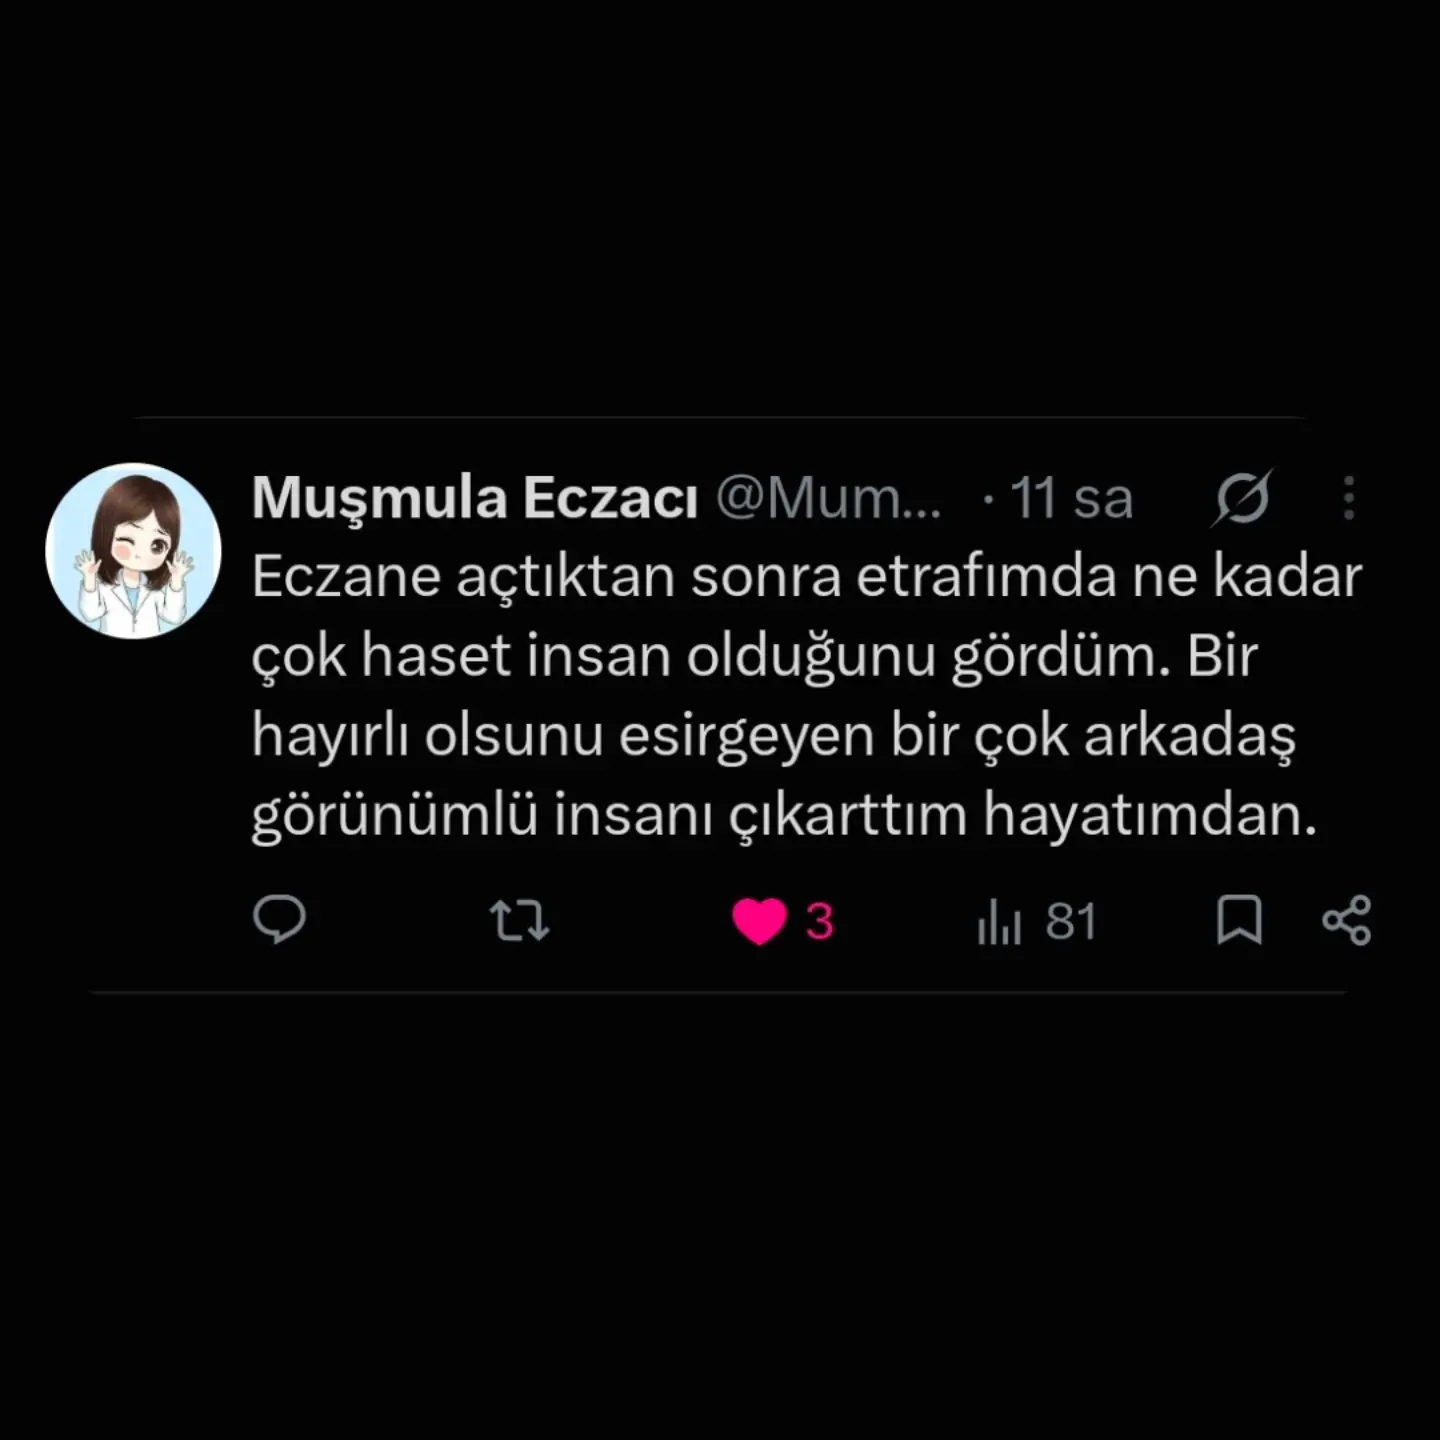 Muşmula Eczacı @Mum... · 11 sa
Eczane açtıktan sonra etrafımda ne kadar
çok haset insan olduğunu gördüm. Bir
hayırlı olsunu esirgeyen bir çok arkadaş
görünümlü insanı çıkarttım hayatımdan.
3 81